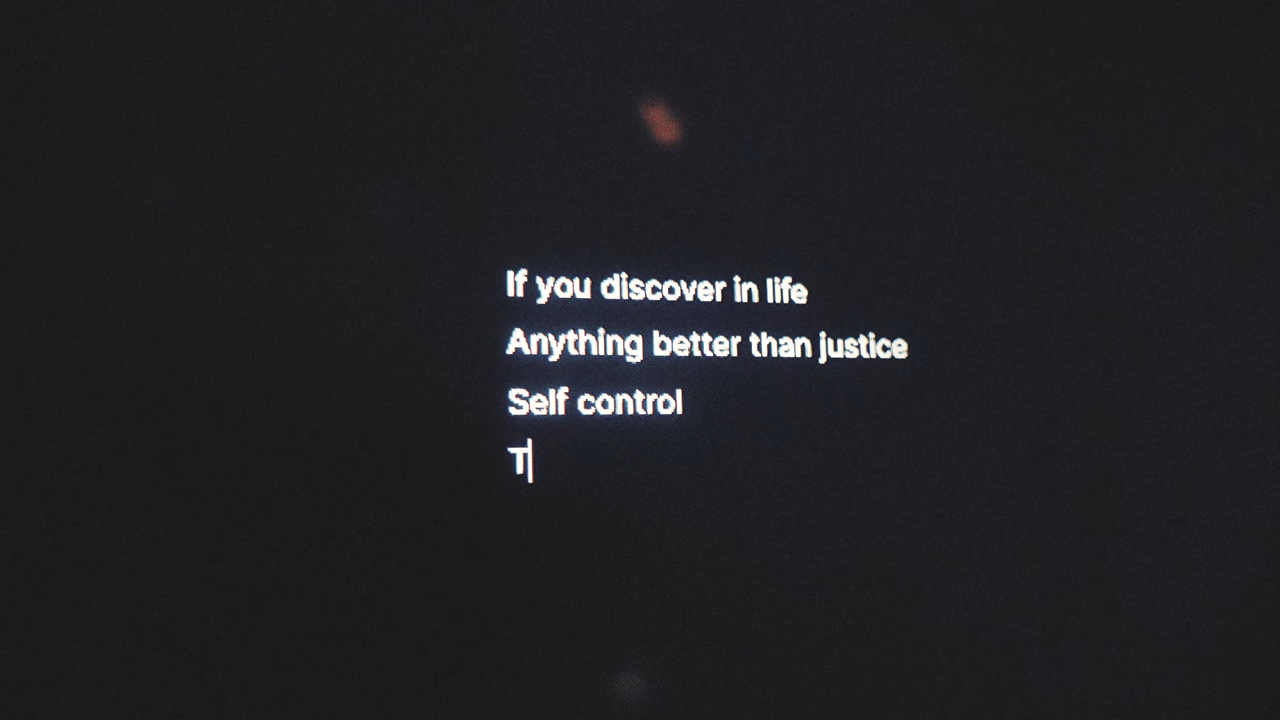 If you discover in life
Anything better than justice
Self control
T